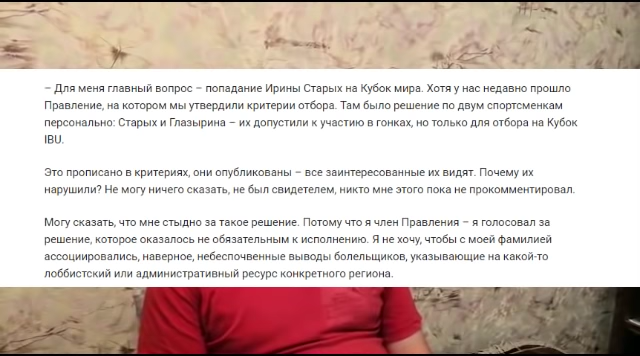 – Для меня главный вопрос – попадание Ирины Старых на Кубок мира. Хотя у нас недавно прошло
Правление, на котором мы утвердили критерии отбора. Там было решение по двум спортсменкам
персонально: Старых и Глазырина – их допустили к участию в гонках, но только для отбора на Кубок
IBU.
Это прописано в критериях, они опубликованы – все заинтересованные их видят. Почему их
нарушили? Не могу ничего сказать, не был свидетелем, никто мне этого пока не прокомментировал.
Могу сказать, что мне стыдно за такое решение. Потому что я член Правления – я голосовал за
решение, которое оказалось не обязательным к исполнению. Я не хочу, чтобы с моей фамилией
ассоциировались, наверное, небеспочвенные выводы болельщиков, указывающие на какой-то
лоббистский или административный ресурс конкретного региона.